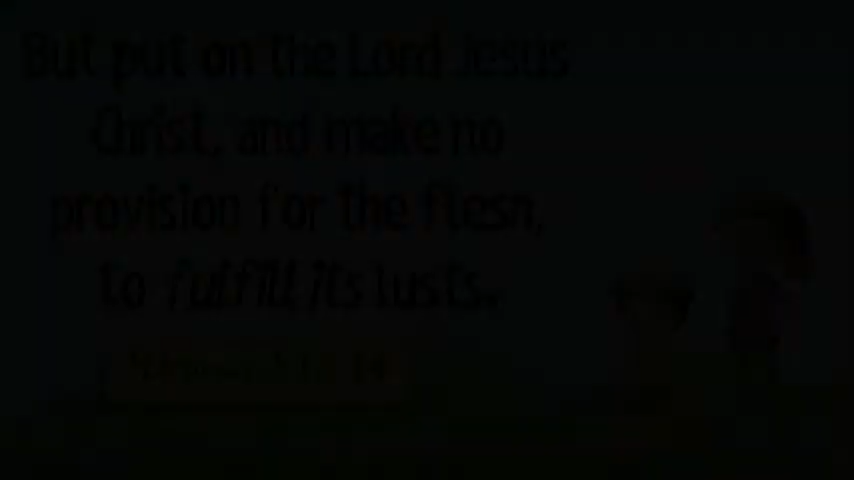 But put on the Lord Jesus
Christ, and make no
provision for the flesh,
to fulfill its lusts.